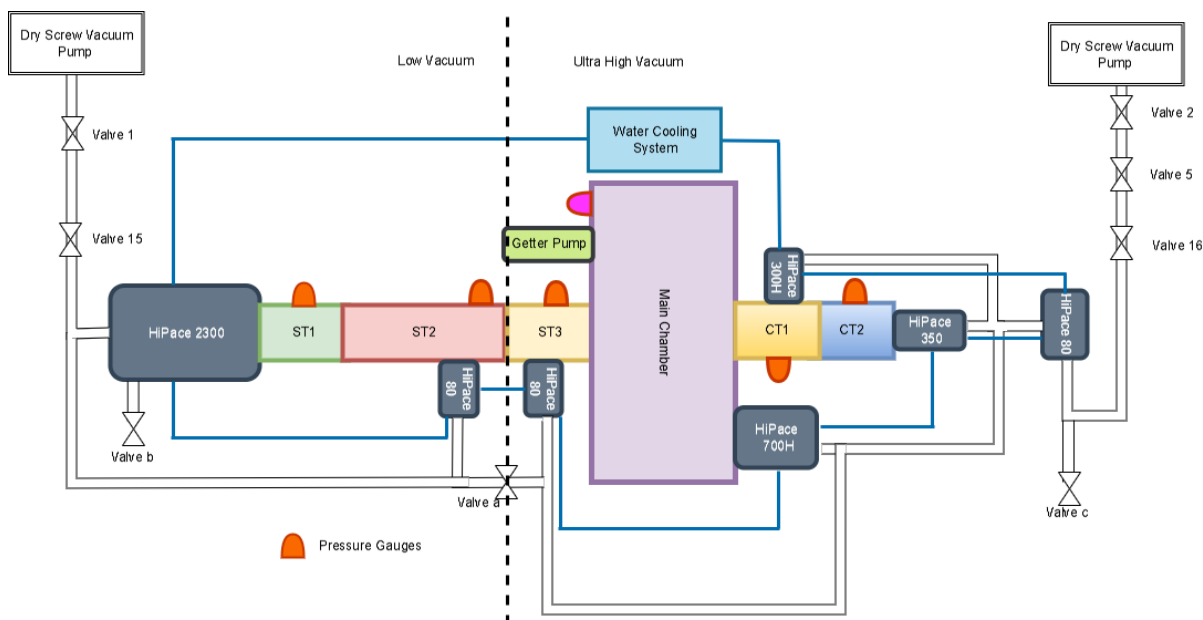 Dry Screw Vacuum
Pump
Dry Screw Vacuum
Pump
Low Vacuum
Ultra High Vacuum
Valve 1
Water Cooling
System
Valve 2
Valve 5
Valve 15
Getter Pump
Valve 16
HiPace
300H
HiPace 2300
ST1
ST2
ST3
Main Chamber
CT1
CT2
HiPace
350
HiPace 80
HiPace
80
HiPace
80
HiPace
700H
Valve b
Valve a
Valve c
Pressure Gauges